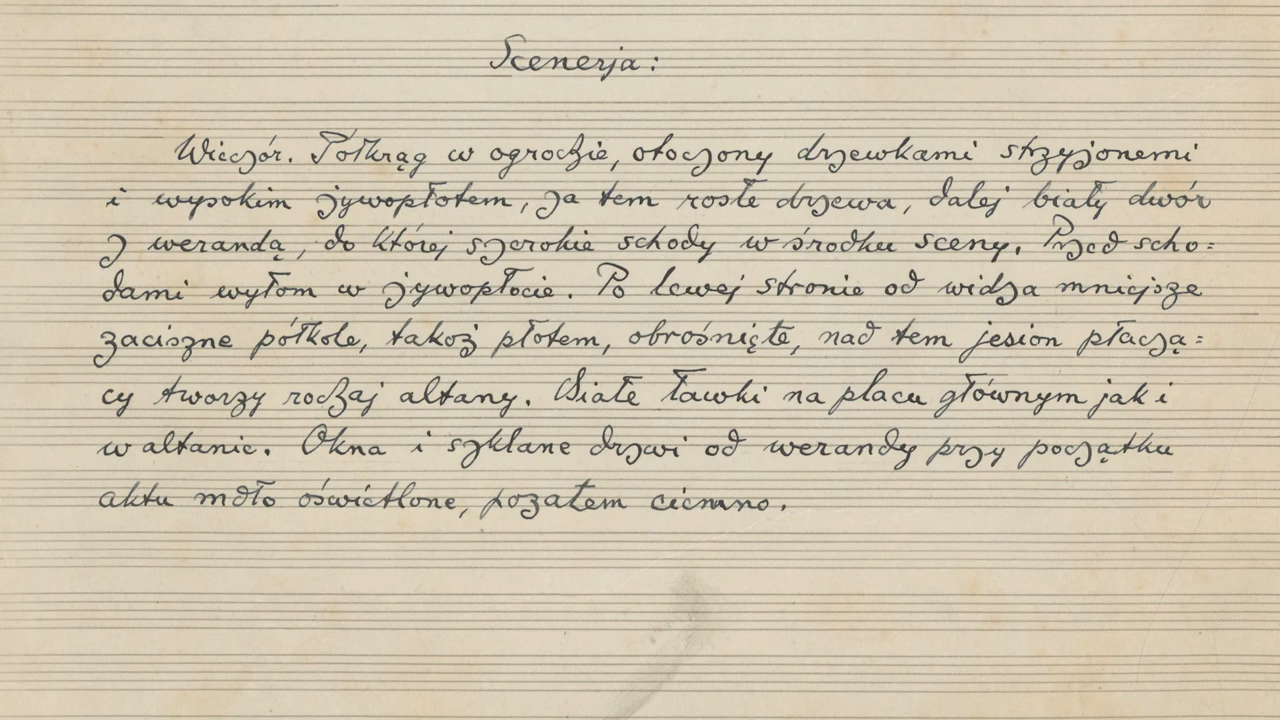 Scenerja:
Wieczór. Półkrąg w ogrodzie, otoczony drzewkami strzyżonemi
i wysokim żywopłotem, za tem rosłe drzewa, dalej biały dwór
z werandą, do której szerokie schody w środku sceny. Przed scho=
dami wyłom w żywopłocie. Po lewej stronie od widza mniejsze
zaciszne półkole, takoż płotem, obrośnięte, nad tem jesion płaczą=
cy tworzy rodzaj altany. Białe ławki na placu głównym jak i
w altanie. Okna i szklane drzwi od werandy przy początku
aktu mdło oświetlone, pozatem ciemno.